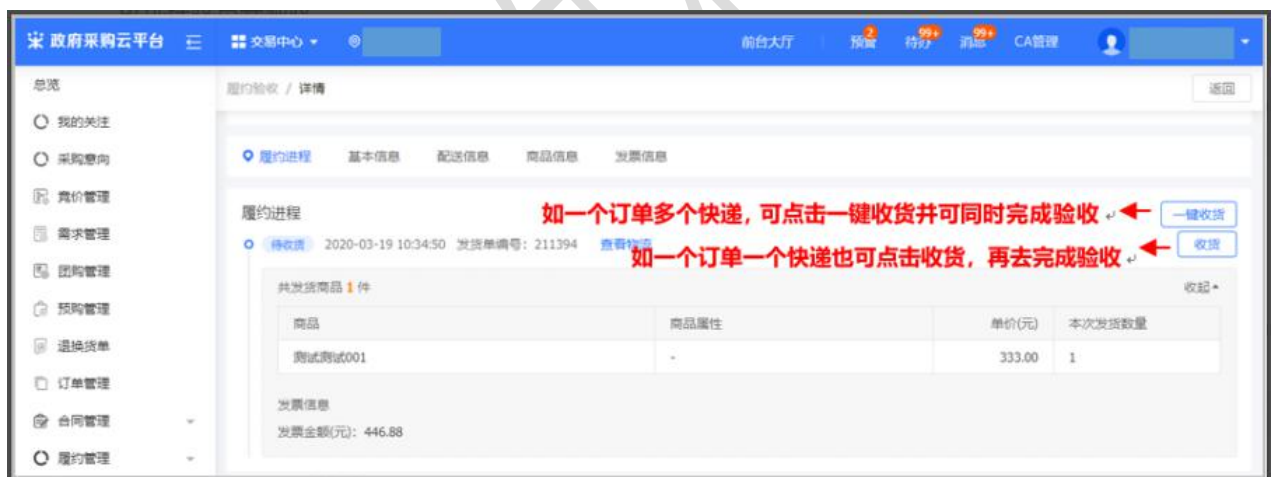 政府采购云平台 交易中心 前台大厅 预警 2 待办 99+ 消息 99+ CA管理
总览
履约验收 / 详情 返回
我的关注
采购意向
履约进程 基本信息 配送信息 商品信息 发票信息
竞价管理
履约进程 如一个订单多个快递，可点击一键收货并可同时完成验收 一键收货
需求管理
待收货 2020-03-19 10:34:50 发货单编号：211394 查看物流 收货
如一个订单一个快递也可点击收货，再去完成验收
团购管理
共发货商品 1 件 收起
预购管理
商品 商品属性 单价(元) 本次发货数量
退换货单
测试测试001 - 333.00 1
订单管理
发票信息
合同管理
发票金额(元)：446.88
履约管理